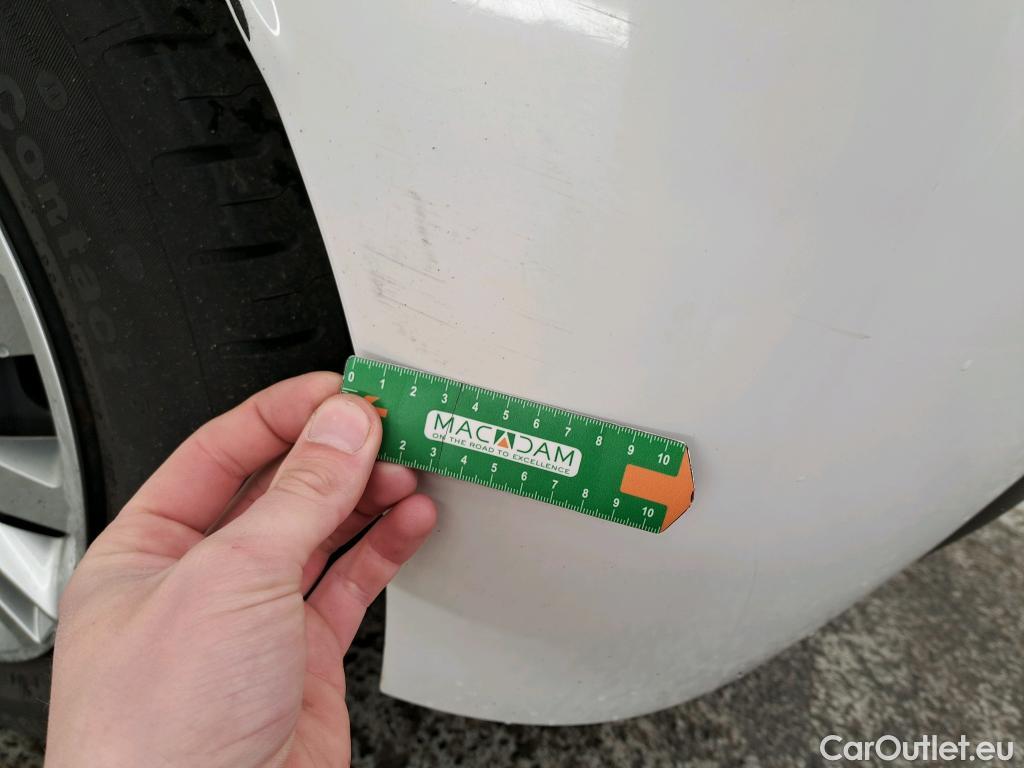 Contact
0 1 2 3 4 5 6 7 8 9 10
MACADAM
ON THE ROAD TO EXCELLENCE
2 3 4 5 6 7 8 9 10
CarOutlet.eu